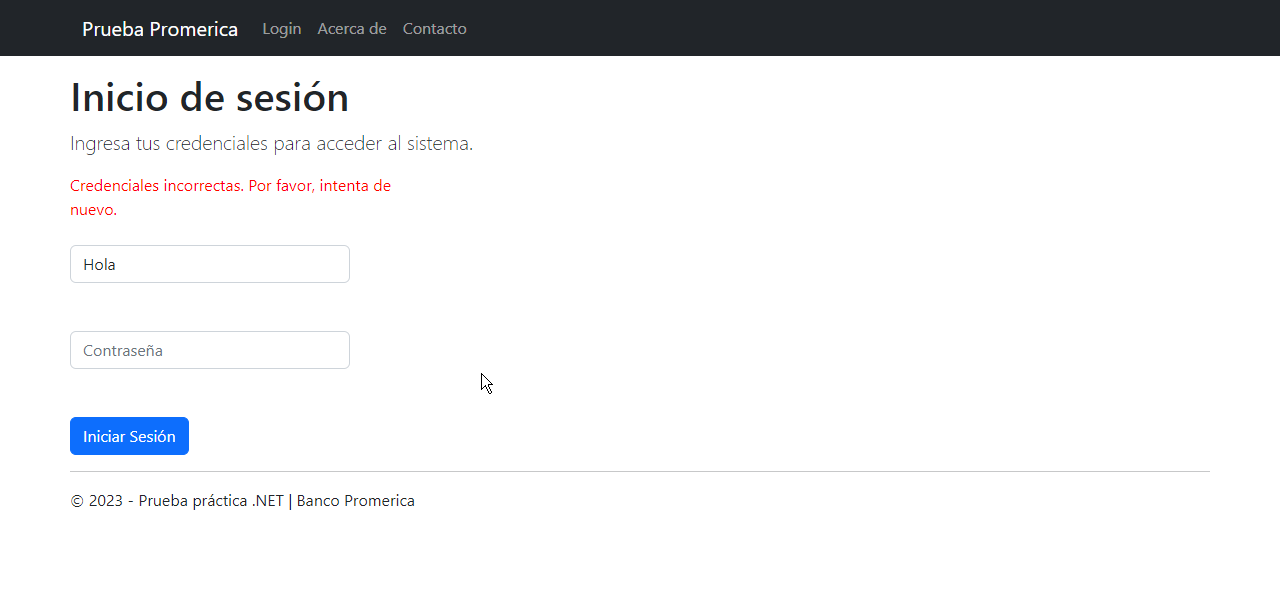 Prueba Promerica Login Acerca de Contacto
Inicio de sesión
Ingresa tus credenciales para acceder al sistema.
Credenciales incorrectas. Por favor, intenta de
nuevo.
Hola
Contraseña
Iniciar Sesión
© 2023 - Prueba práctica .NET | Banco Promerica